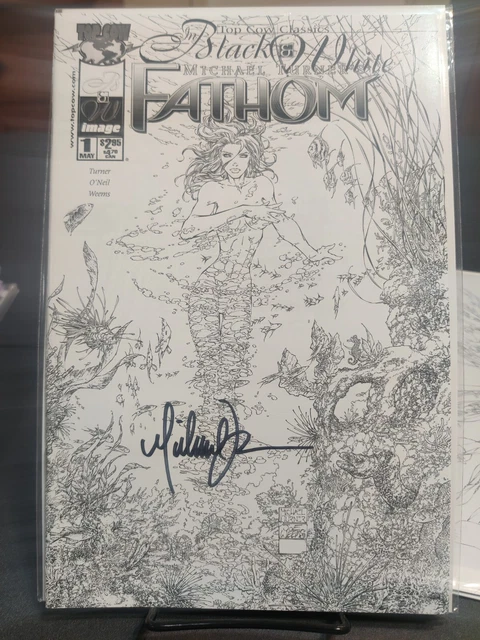 Top Cow Classics
In
Black & White
MICHAEL TURNER
FATHOM
TOP COW
www.topcow.com
image
1
MAY
$2.95
$4.70
CAN
Turner
O'Neil
Weems